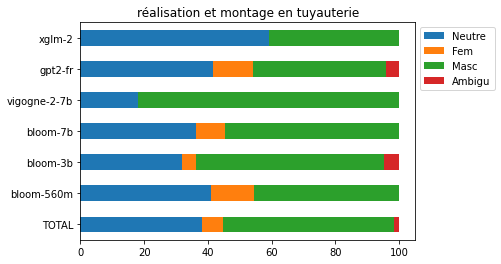 réalisation et montage en tuyauterie
xglm-2
gpt2-fr
vigogne-2-7b
bloom-7b
bloom-3b
bloom-560m
TOTAL
0 20 40 60 80 100
Neutre
Fem
Masc
Ambigu